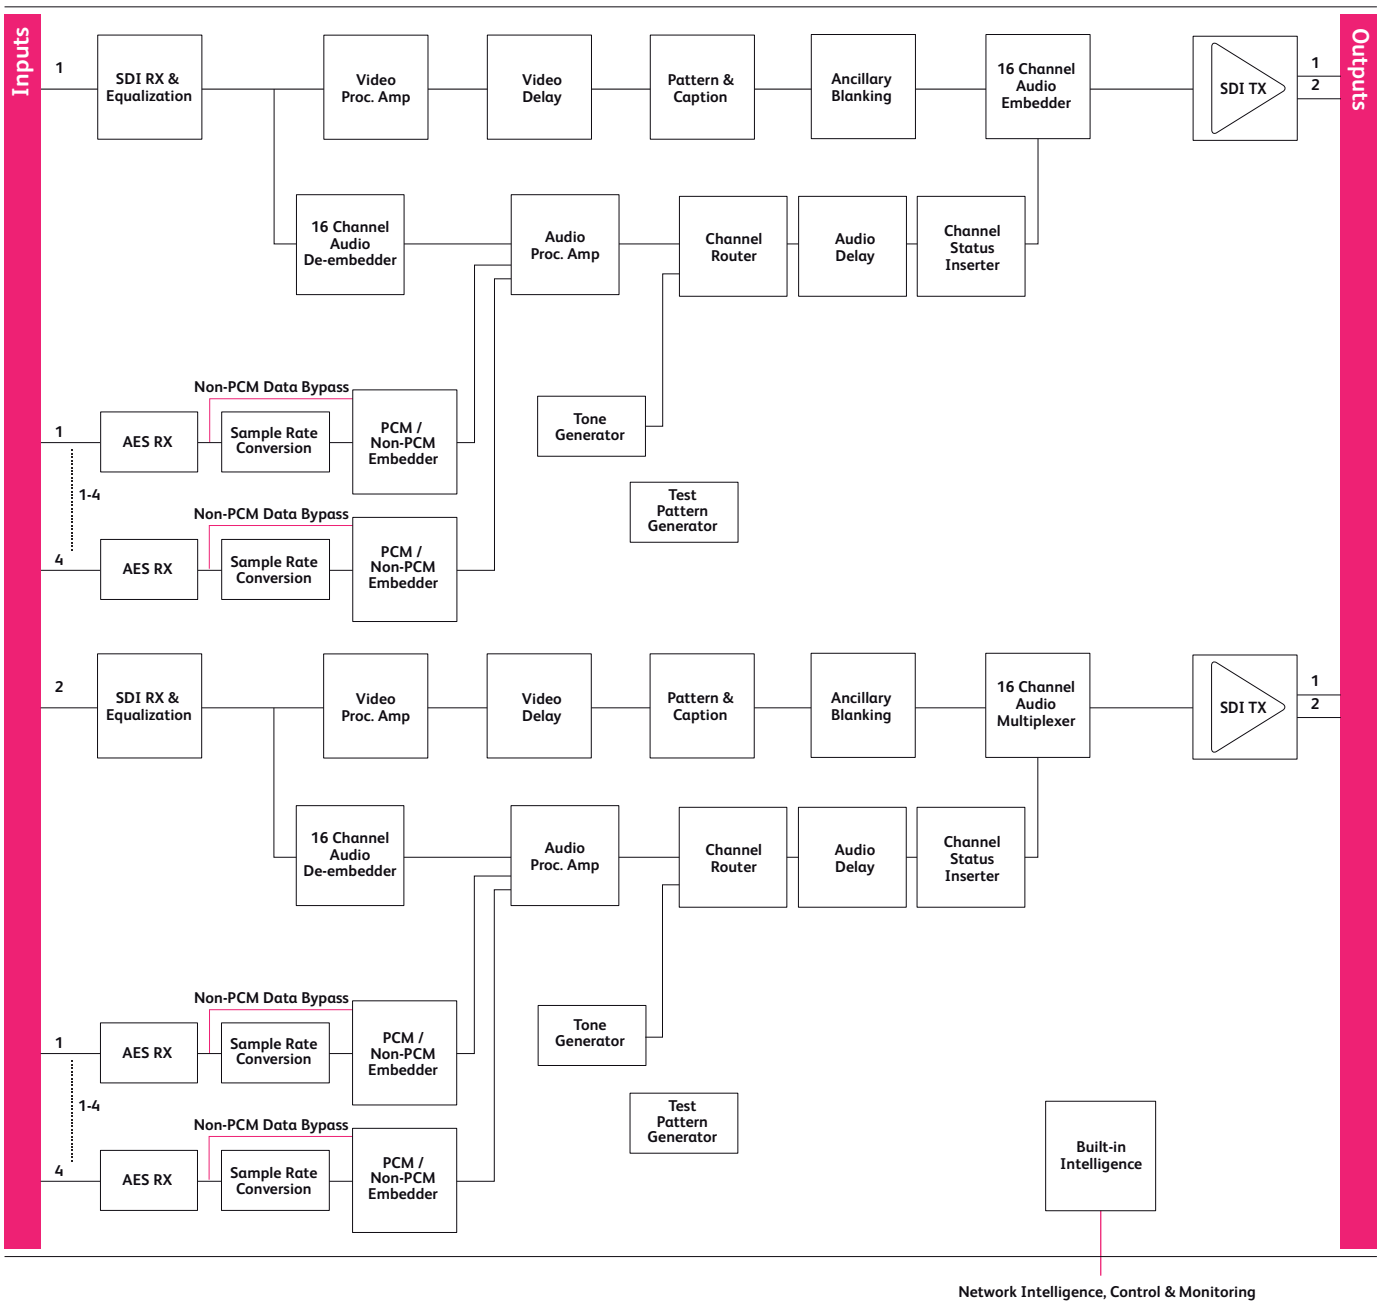 Inputs
Outputs
1
SDI RX &
Equalization
Video
Proc. Amp
Video
Delay
Pattern &
Caption
Ancillary
Blanking
16 Channel
Audio
Embedder
SDI TX
1
2
16 Channel
Audio
De-embedder
Audio
Proc. Amp
Channel
Router
Audio
Delay
Channel
Status
Inserter
Non-PCM Data Bypass
1
AES RX
Sample Rate
Conversion
PCM /
Non-PCM
Embedder
Tone
Generator
1-4
Test
Pattern
Generator
Non-PCM Data Bypass
4
AES RX
Sample Rate
Conversion
PCM /
Non-PCM
Embedder
2
SDI RX &
Equalization
Video
Proc. Amp
Video
Delay
Pattern &
Caption
Ancillary
Blanking
16 Channel
Audio
Multiplexer
SDI TX
1
2
16 Channel
Audio
De-embedder
Audio
Proc. Amp
Channel
Router
Audio
Delay
Channel
Status
Inserter
Non-PCM Data Bypass
1
AES RX
Sample Rate
Conversion
PCM /
Non-PCM
Embedder
Tone
Generator
1-4
Test
Pattern
Generator
Non-PCM Data Bypass
4
AES RX
Sample Rate
Conversion
PCM /
Non-PCM
Embedder
Built-in
Intelligence
Network Intelligence, Control & Monitoring